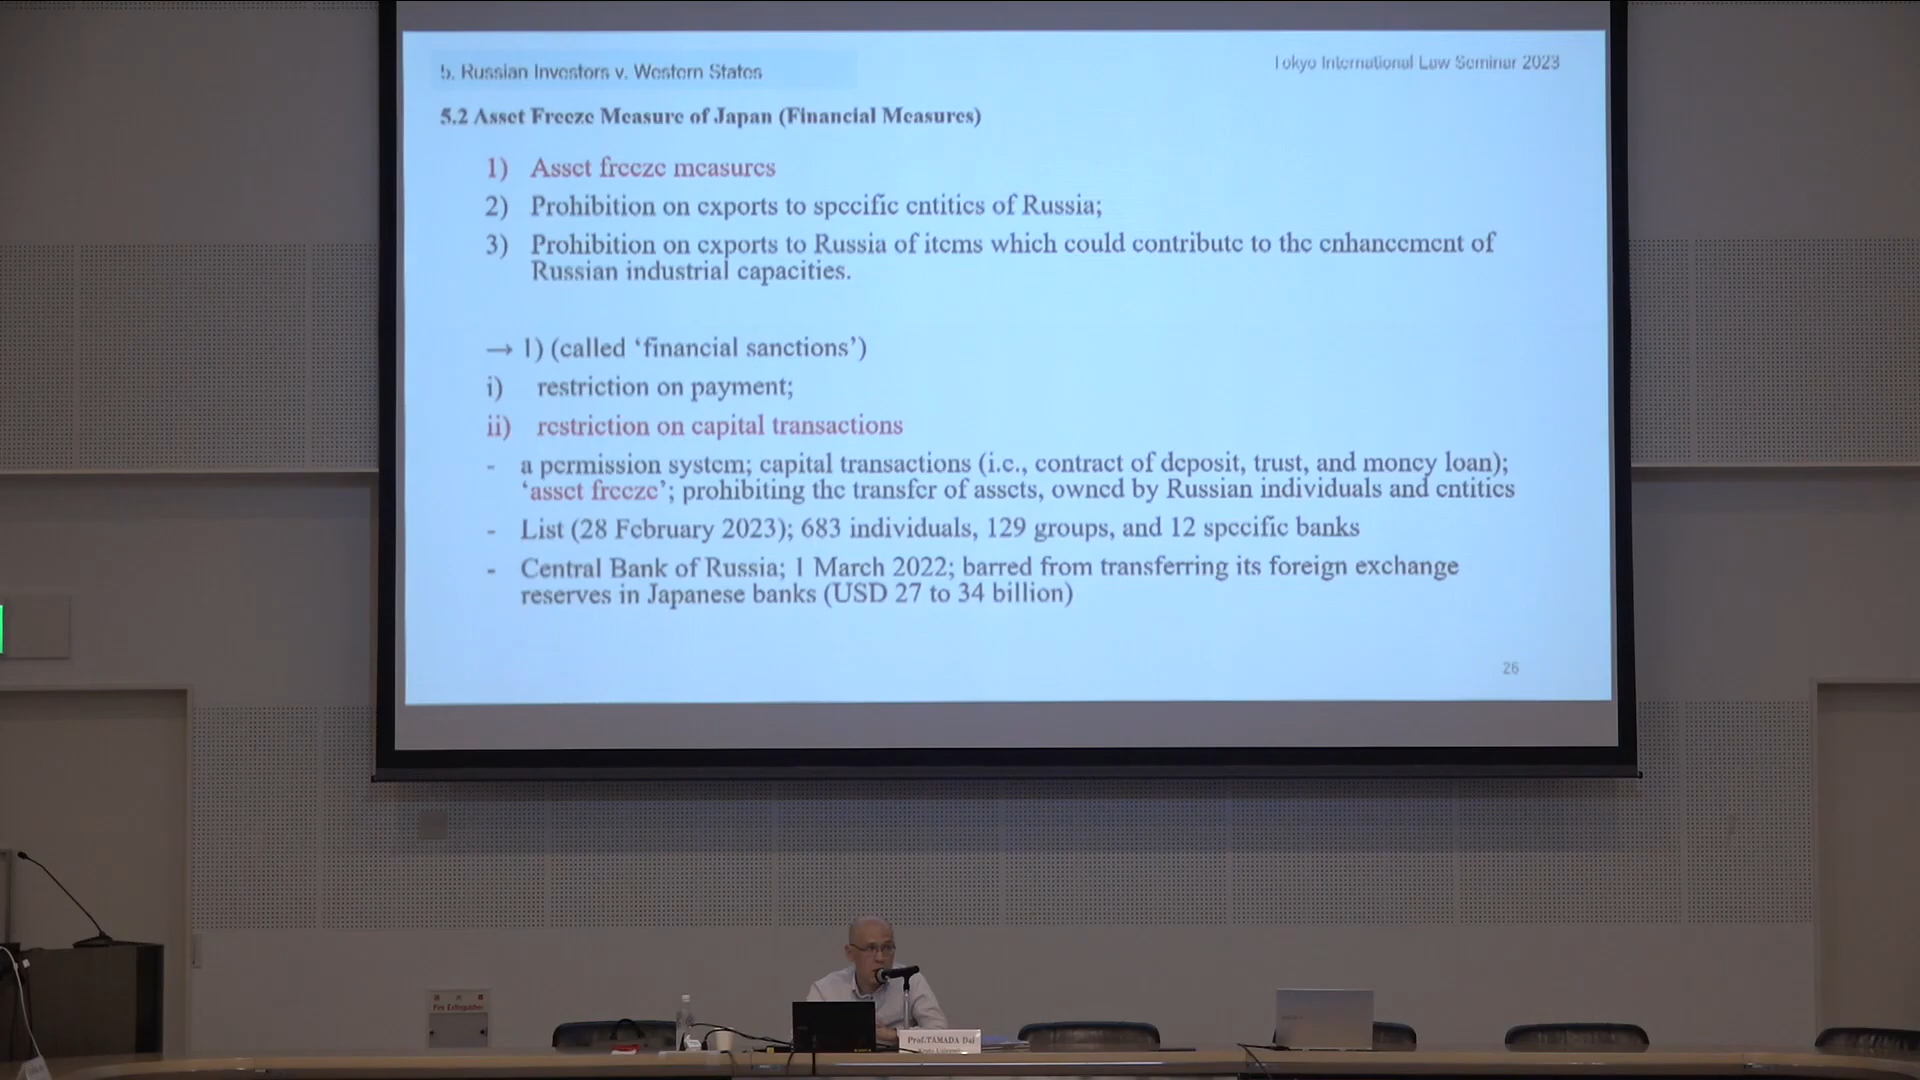 5. Russian Investors v. Western States
Tokyo International Law Seminar 2023
5.2 Asset Freeze Measure of Japan (Financial Measures)
1) Asset freeze measures
2) Prohibition on exports to specific entities of Russia;
3) Prohibition on exports to Russia of items which could contribute to the enhancement of
Russian industrial capacities.
→ 1) (called ‘financial sanctions’)
i) restriction on payment;
ii) restriction on capital transactions
- a permission system; capital transactions (i.e., contract of deposit, trust, and money loan);
‘asset freeze’; prohibiting the transfer of assets, owned by Russian individuals and entities
- List (28 February 2023); 683 individuals, 129 groups, and 12 specific banks
- Central Bank of Russia; 1 March 2022; barred from transferring its foreign exchange
reserves in Japanese banks (USD 27 to 34 billion)
26
Fire Extinguisher
Prof.TAMADA Dai